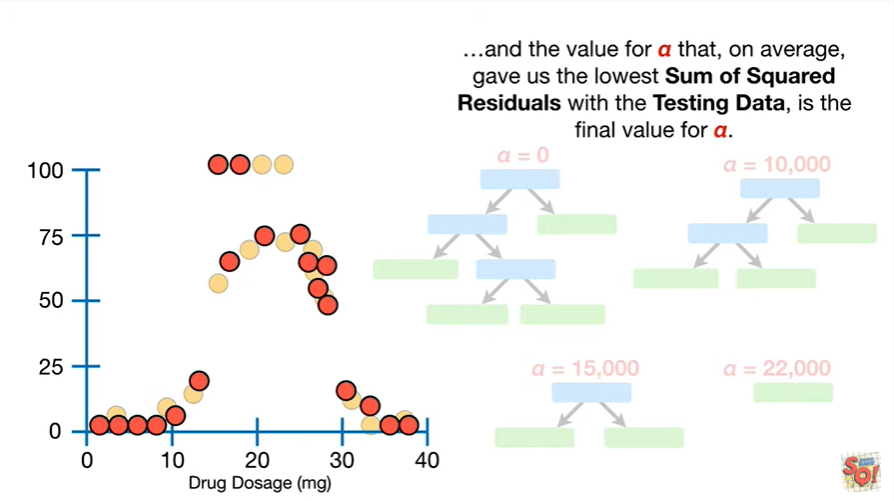 …and the value for α that, on average,
gave us the lowest Sum of Squared
Residuals with the Testing Data, is the
final value for α.
α = 0
α = 10,000
α = 15,000
α = 22,000
100
75
50
25
0
0
10
20
30
40
Drug Dosage (mg)
SQ!